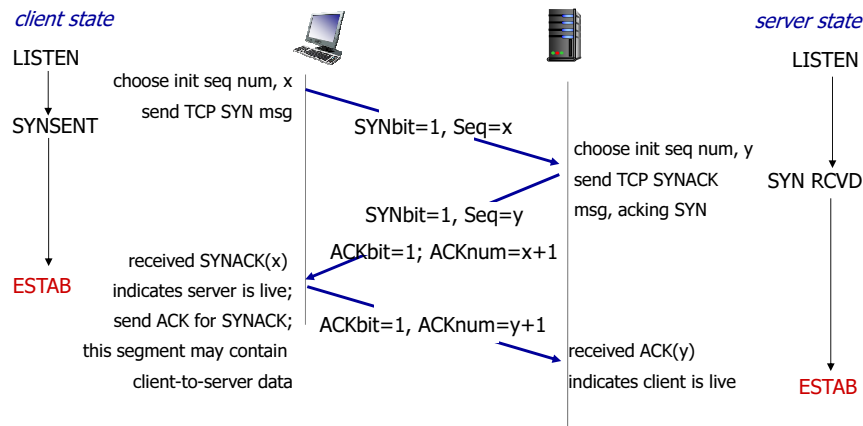 client state
server state
LISTEN
LISTEN
choose init seq num, x
send TCP SYN msg
SYNSENT
SYNbit=1, Seq=x
choose init seq num, y
send TCP SYNACK
msg, acking SYN
SYN RCVD
SYNbit=1, Seq=y
ACKbit=1; ACKnum=x+1
received SYNACK(x)
indicates server is live;
send ACK for SYNACK;
this segment may contain
client-to-server data
ESTAB
ACKbit=1, ACKnum=y+1
received ACK(y)
indicates client is live
ESTAB